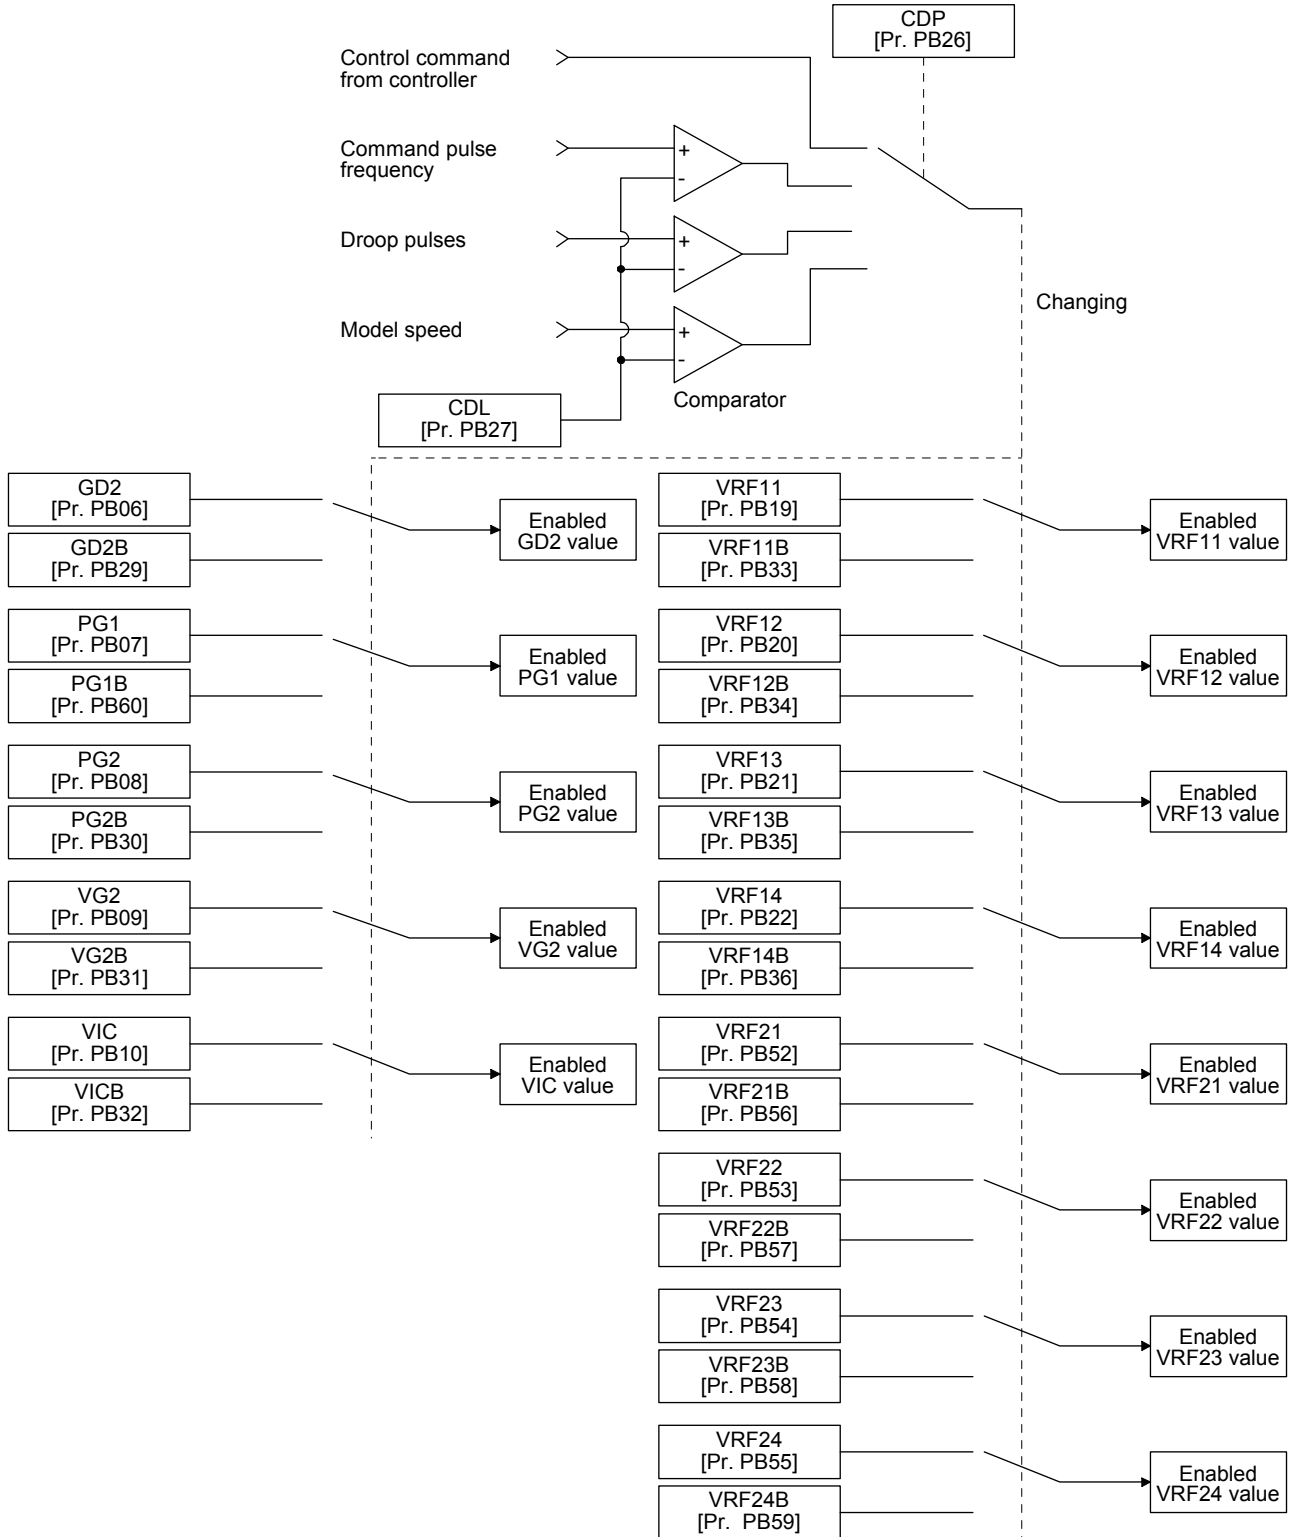 CDP
[Pr. PB26]
Control command
from controller
Command pulse
frequency
+
-
Droop pulses
+
-
Changing
Model speed
+
-
Comparator
CDL
[Pr. PB27]
GD2
[Pr. PB06]
GD2B
[Pr. PB29]
Enabled
GD2 value
PG1
[Pr. PB07]
PG1B
[Pr. PB60]
Enabled
PG1 value
PG2
[Pr. PB08]
PG2B
[Pr. PB30]
Enabled
PG2 value
VG2
[Pr. PB09]
VG2B
[Pr. PB31]
Enabled
VG2 value
VIC
[Pr. PB10]
VICB
[Pr. PB32]
Enabled
VIC value
VRF11
[Pr. PB19]
VRF11B
[Pr. PB33]
Enabled
VRF11 value
VRF12
[Pr. PB20]
VRF12B
[Pr. PB34]
Enabled
VRF12 value
VRF13
[Pr. PB21]
VRF13B
[Pr. PB35]
Enabled
VRF13 value
VRF14
[Pr. PB22]
VRF14B
[Pr. PB36]
Enabled
VRF14 value
VRF21
[Pr. PB52]
VRF21B
[Pr. PB56]
Enabled
VRF21 value
VRF22
[Pr. PB53]
VRF22B
[Pr. PB57]
Enabled
VRF22 value
VRF23
[Pr. PB54]
VRF23B
[Pr. PB58]
Enabled
VRF23 value
VRF24
[Pr. PB55]
VRF24B
[Pr. PB59]
Enabled
VRF24 value